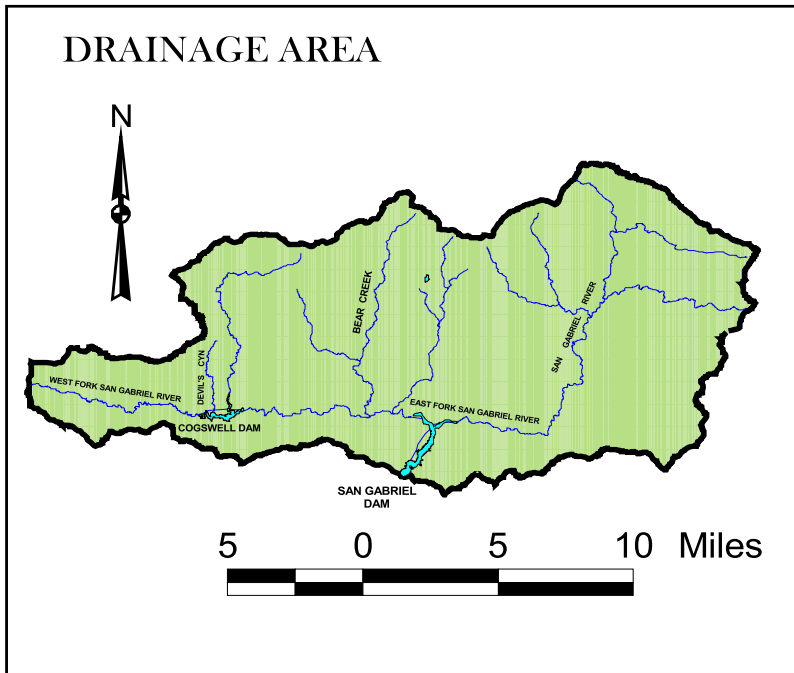 DRAINAGE AREA
N
BEAR CREEK
SAN GABRIEL RIVER
DEVIL'S CYN
WEST FORK SAN GABRIEL RIVER
EAST FORK SAN GABRIEL RIVER
COGSWELL DAM
SAN GABRIEL
DAM
5 0 5 10 Miles